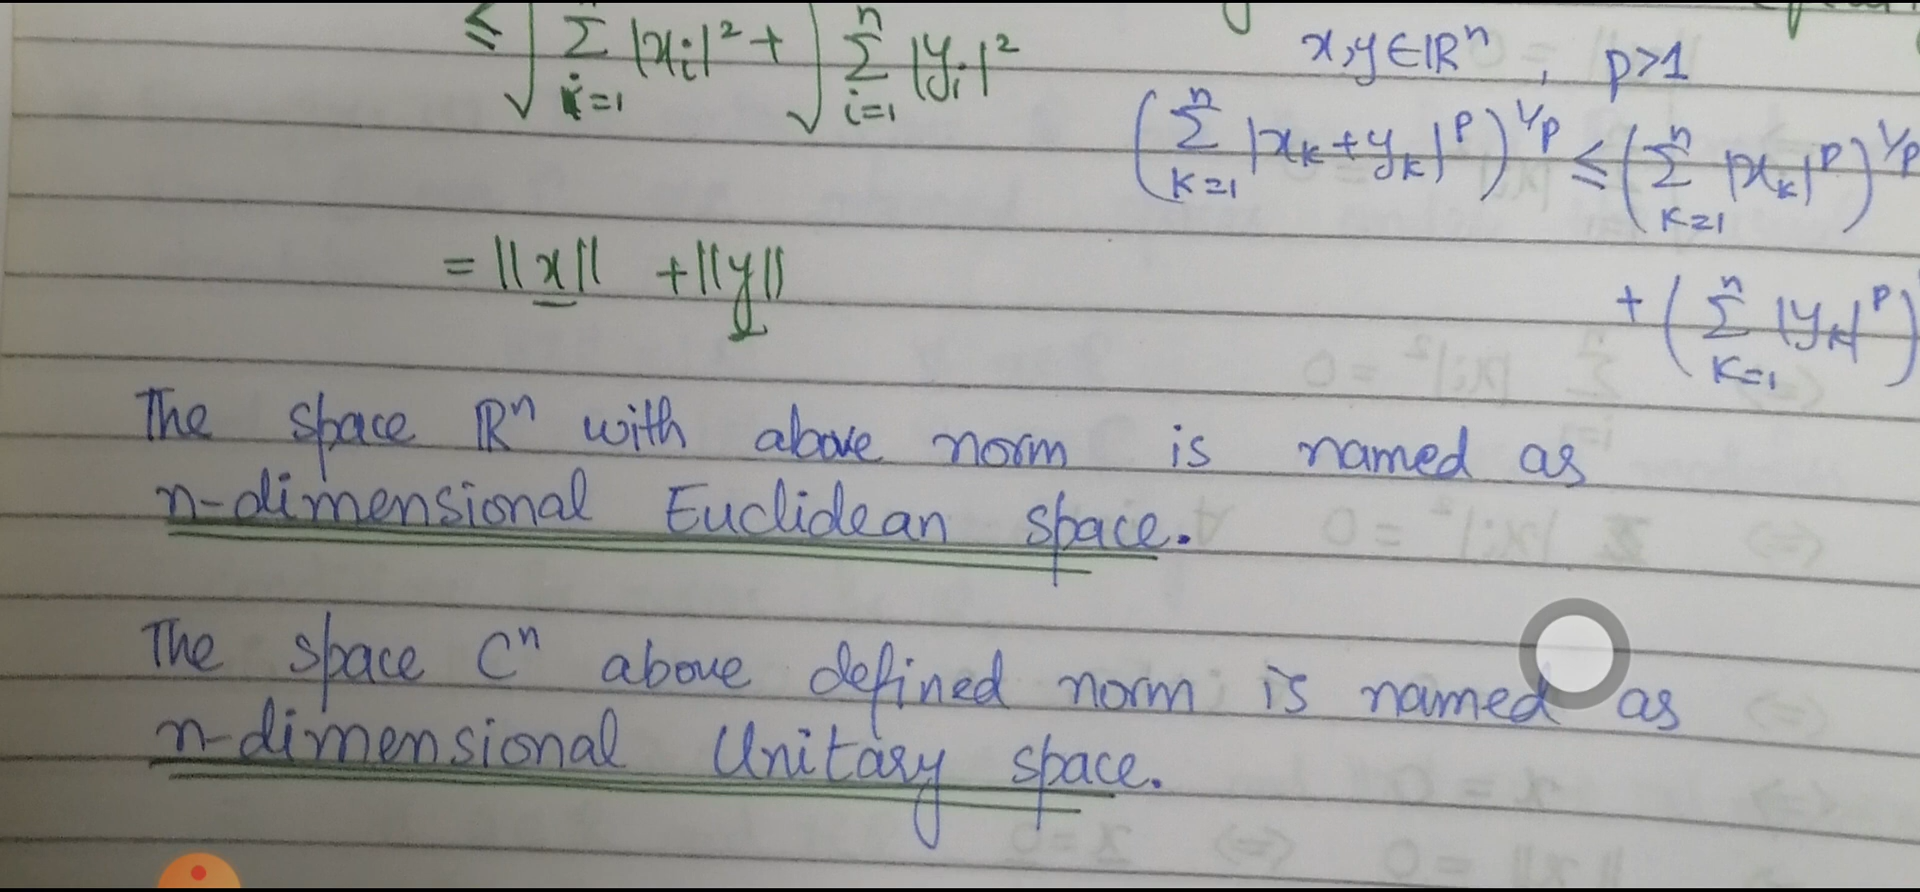 ≤ √(Σ_{i=1}^{n} |x_i|² + √(Σ_{i=1}^{n} |y_i|²
x, y ∈ ℝⁿ, p>1
(Σ_{k=1}^{n} |x_k + y_k|^p)^{1/p} ≤ (Σ_{k=1}^{n} |x_k|^p)^{1/p}
+ (Σ_{k=1}^{n} |y_k|^p)
= ||x|| + ||y||
The space ℝⁿ with above norm is named as
n-dimensional Euclidean space.
The space Cⁿ above defined norm is named as
n-dimensional Unitary space.